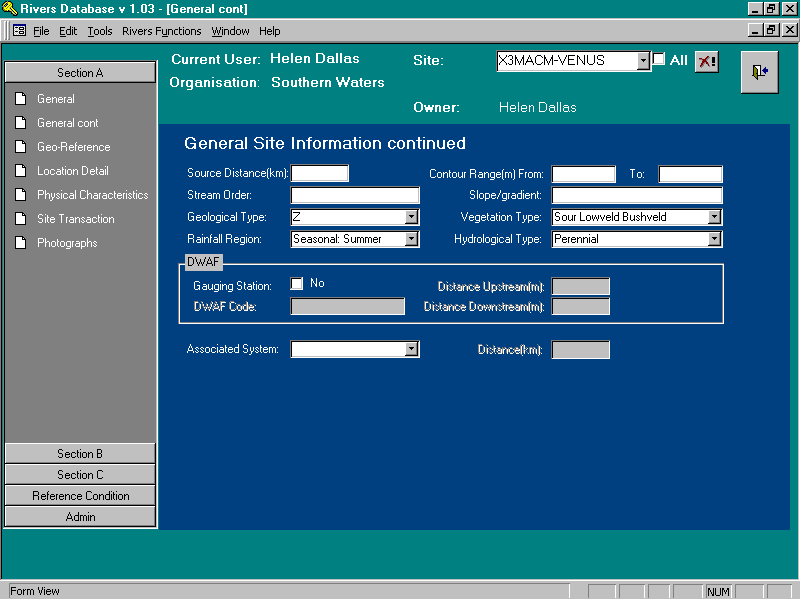 Rivers Database v 1.03 - [General cont]
File Edit Tools Rivers Functions Window Help
Current User: Helen Dallas Site: X3MACM-VENUS All
Organisation: Southern Waters
Owner: Helen Dallas
Section A
General
General cont
Geo-Reference
Location Detail
Physical Characteristics
Site Transaction
Photographs
Section B
Section C
Reference Condition
Admin
General Site Information continued
Source Distance(km): Contour Range(m) From: To:
Stream Order: Slope/gradient:
Geological Type: Z Vegetation Type: Sour Lowveld Bushveld
Rainfall Region: Seasonal: Summer Hydrological Type: Perennial
DWAF
Gauging Station: No Distance Upstream(m):
DWAF Code: Distance Downstream(m):
Associated System: Distance(km):
Form View NUM